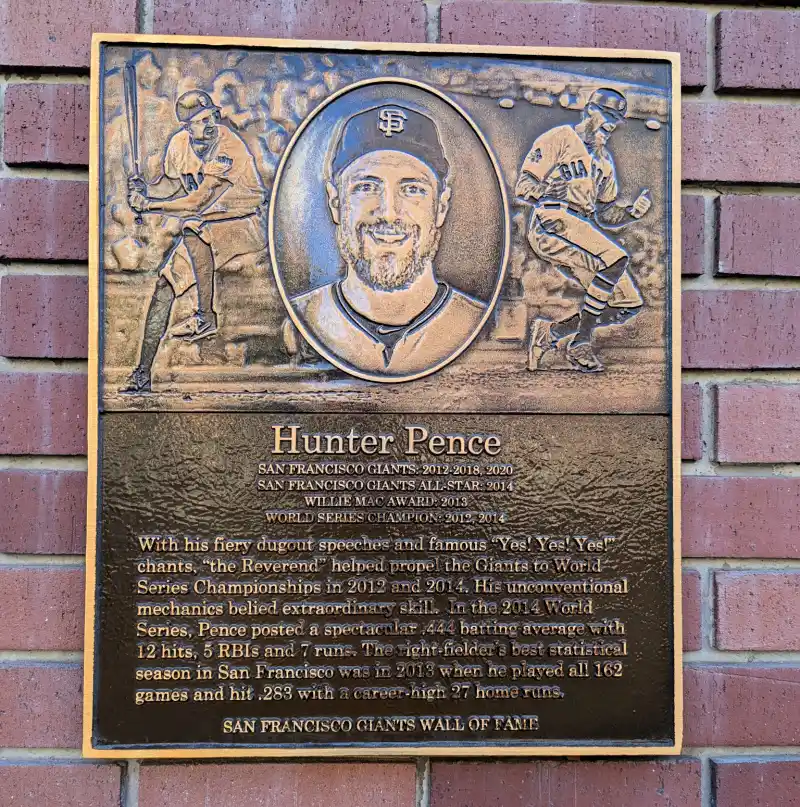 SF
GIA
Hunter Pence
SAN FRANCISCO GIANTS: 2012-2018, 2020
SAN FRANCISCO GIANTS ALL-STAR: 2014
WILLIE MAC AWARD: 2013
WORLD SERIES CHAMPION: 2012, 2014
With his fiery dugout speeches and famous “Yes! Yes! Yes!”
chants, “the Reverend” helped propel the Giants to World
Series Championships in 2012 and 2014. His unconventional
mechanics belied extraordinary skill. In the 2014 World
Series, Pence posted a spectacular .444 batting average with
12 hits, 5 RBIs and 7 runs. The right-fielder's best statistical
season in San Francisco was in 2013 when he played all 162
games and hit .283 with a career-high 27 home runs.
SAN FRANCISCO GIANTS WALL OF FAME